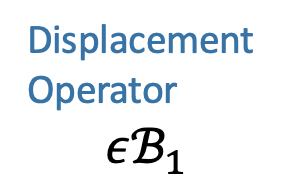 Displacement
Operator
ϵℬ₁